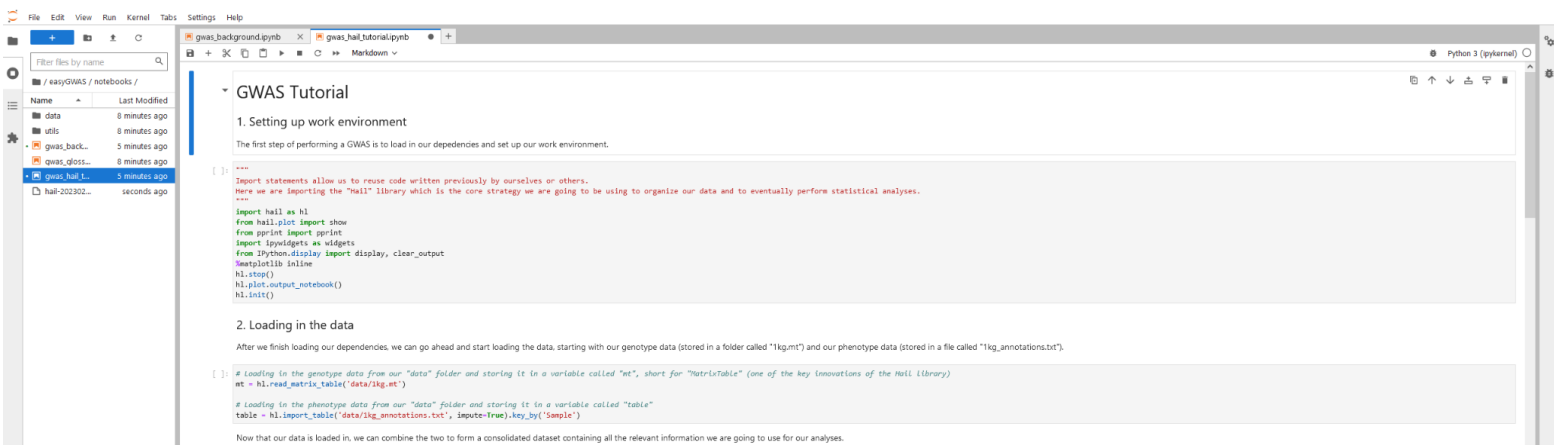 File Edit View Run Kernel Tabs Settings Help
gwas_background.ipynb
gwas_hail_tutorial.ipynb
Filter files by name
Markdown
Python 3 (ipykernel)
/ easyGWAS / notebooks /
Name Last Modified
data 8 minutes ago
utils 8 minutes ago
gwas_back... 5 minutes ago
gwas_gloss... 8 minutes ago
gwas_hail_t... 5 minutes ago
hail-202302... seconds ago
GWAS Tutorial
1. Setting up work environment
The first step of performing a GWAS is to load in our depedencies and set up our work environment.
[ ]: """
Import statements allow us to reuse code written previously by ourselves or others.
Here we are importing the "Hail" library which is the core strategy we are going to be using to organize our data and to eventually perform statistical analyses.
"""
import hail as hl
from hail.plot import show
from pprint import pprint
import ipywidgets as widgets
from IPython.display import display, clear_output
%matplotlib inline
hl.stop()
hl.plot.output_notebook()
hl.init()
2. Loading in the data
After we finish loading our dependencies, we can go ahead and start loading the data, starting with our genotype data (stored in a folder called "1kg.mt") and our phenotype data (stored in a file called "1kg_annotations.txt").
[ ]: # Loading in the genotype data from our "data" folder and storing it in a variable called "mt", short for "MatrixTable" (one of the key innovations of the Hail library)
mt = hl.read_matrix_table('data/1kg.mt')
# Loading in the phenotype data from our "data" folder and storing it in a variable called "table"
table = hl.import_table('data/1kg_annotations.txt', impute=True).key_by('Sample')
Now that our data is loaded in, we can combine the two to form a consolidated dataset containing all the relevant information we are going to use for our analyses.